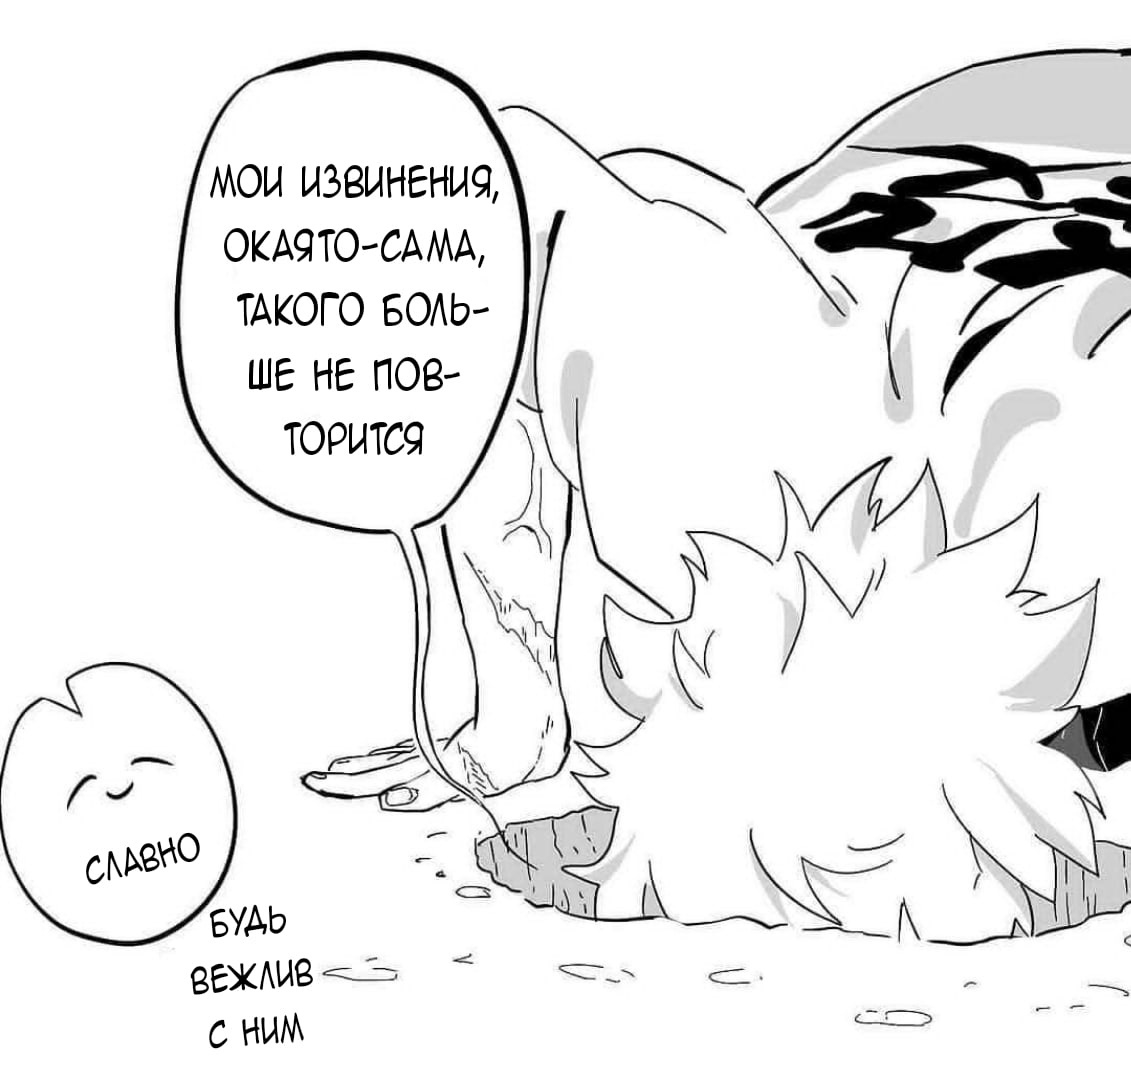 МОИ ИЗВИНЕНИЯ,
ОКАЯТО-САМА,
ТАКОГО БОЛЬ-
ШЕ НЕ ПОВ-
ТОРИТСЯ
СЛАВНО
БУДЬ
ВЕЖЛИВ
С НИМ